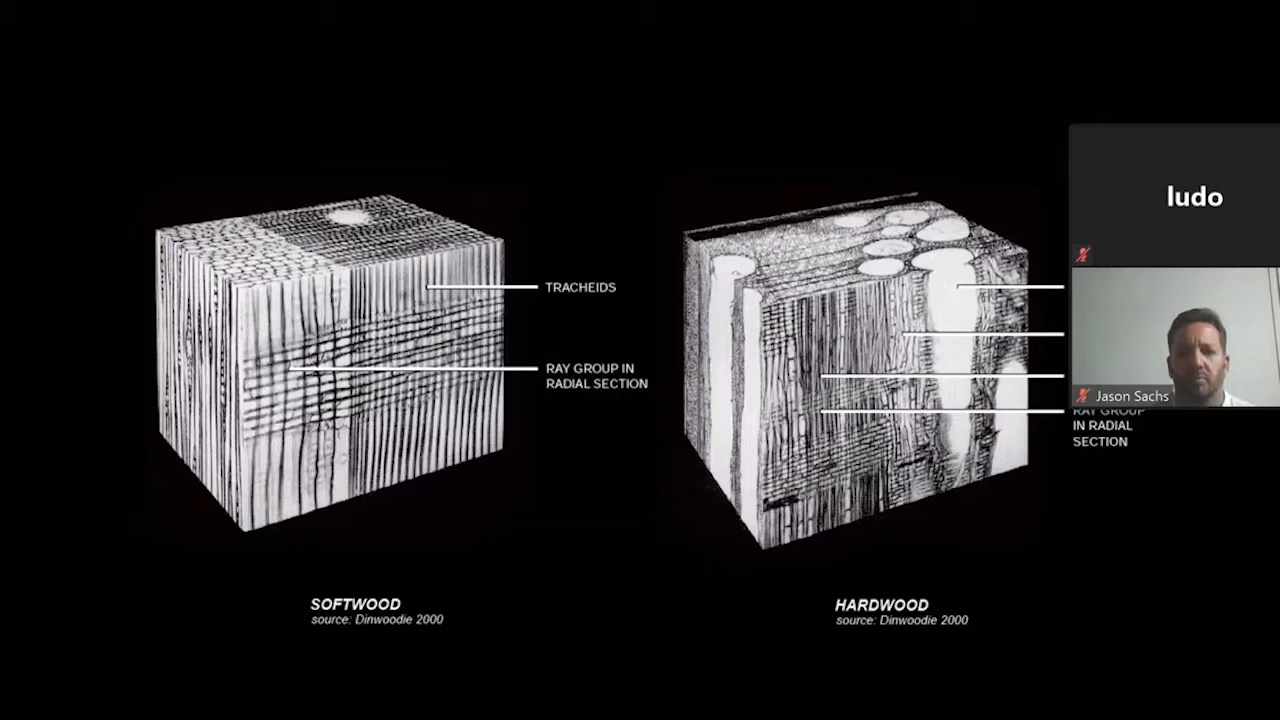 TRACHEIDS
RAY GROUP IN
RADIAL SECTION
SOFTWOOD
source: Dinwoodie 2000
RAY GROUP
IN RADIAL
SECTION
HARDWOOD
source: Dinwoodie 2000
ludo
Jason Sachs